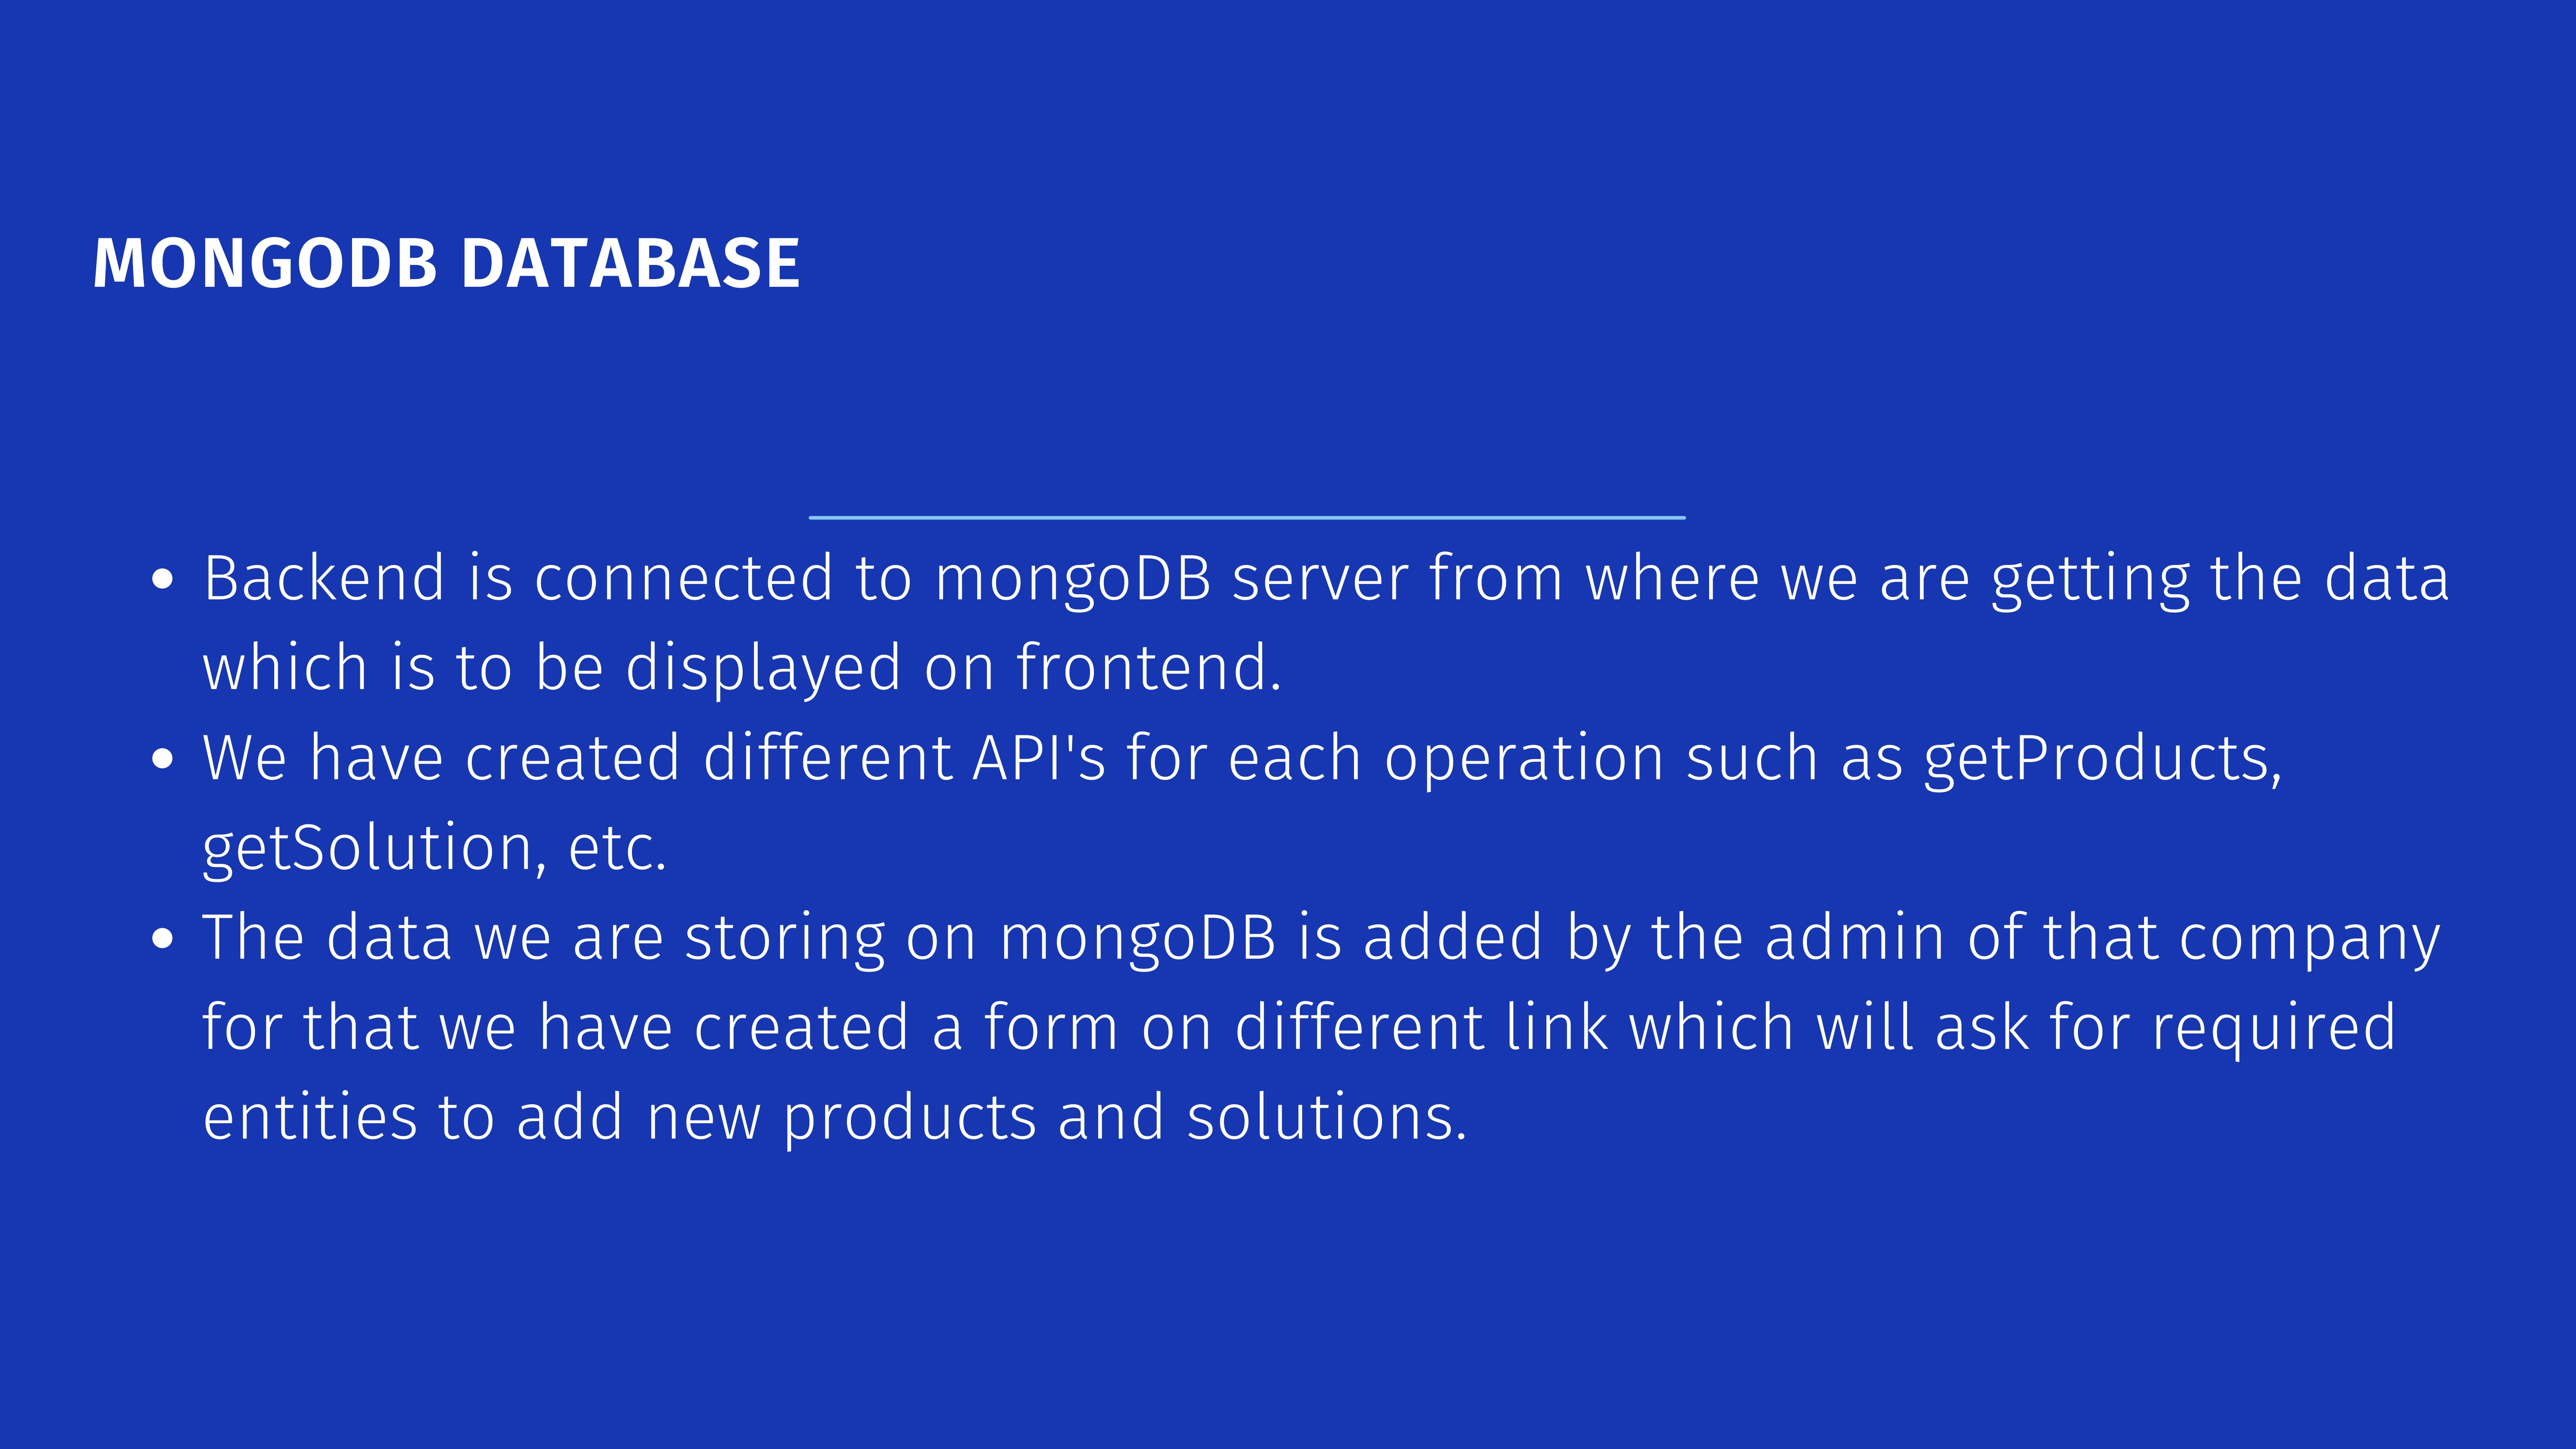 MONGODB DATABASE
• Backend is connected to mongoDB server from where we are getting the data
which is to be displayed on frontend.
• We have created different API's for each operation such as getProducts,
getSolution, etc.
• The data we are storing on mongoDB is added by the admin of that company
for that we have created a form on different link which will ask for required
entities to add new products and solutions.